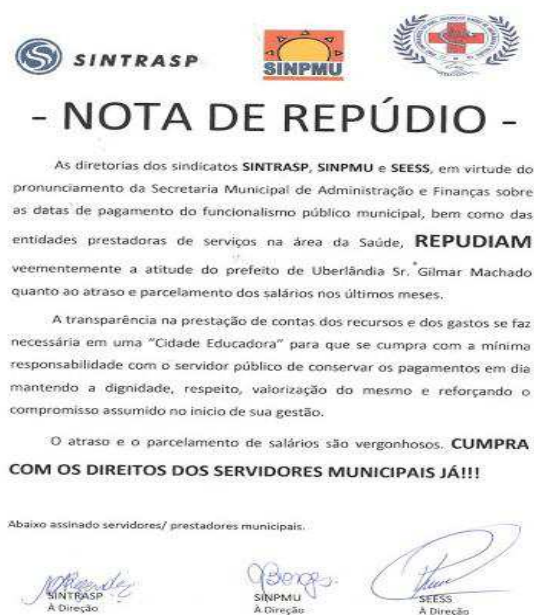 SINTRASP
SINPMU
- NOTA DE REPÚDIO -
As diretorias dos sindicatos SINTRASP, SINPMU e SEESS, em virtude do
pronunciamento da Secretaria Municipal de Administração e Finanças sobre
as datas de pagamento do funcionalismo público municipal, bem como das
entidades prestadoras de serviços na área da Saúde, REPUDIAM
veementemente a atitude do prefeito de Uberlândia Sr. Gilmar Machado
quanto ao atraso e parcelamento dos salários nos últimos meses.
A transparência na prestação de contas dos recursos e dos gastos se faz
necessária em uma "Cidade Educadora" para que se cumpra com a mínima
responsabilidade com o servidor público de conservar os pagamentos em dia
mantendo a dignidade, respeito, valorização do mesmo e reforçando o
compromisso assumido no inicio de sua gestão.
O atraso e o parcelamento de salários são vergonhosos. CUMPRA
COM OS DIREITOS DOS SERVIDORES MUNICIPAIS JÁ!!!
Abaixo assinado servidores/ prestadores municipais.
SINTRASP
À Direção
SINPMU
À Direção
SEESS
À Direção